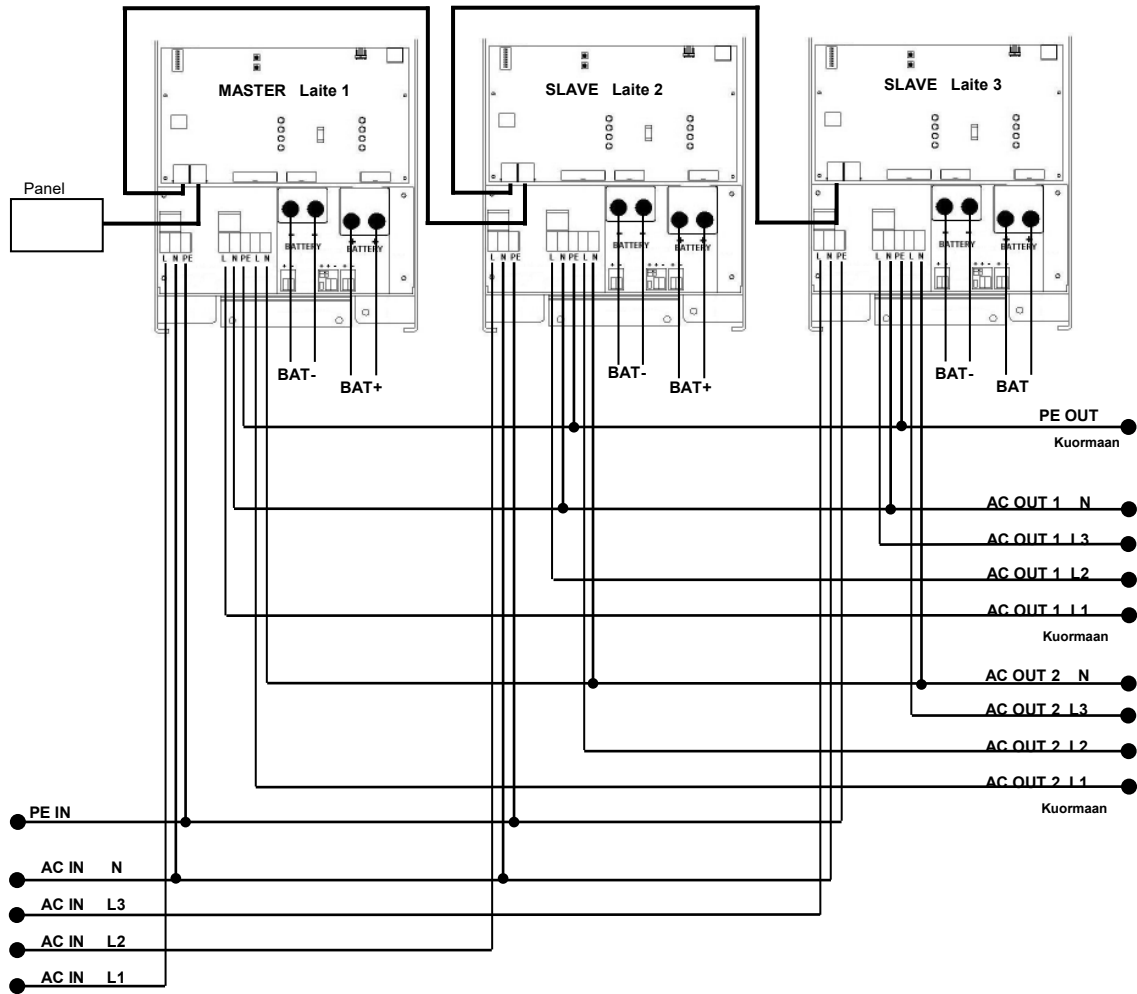 MASTER Laite 1
SLAVE Laite 2
SLAVE Laite 3
Panel
BATTERY
BATTERY
BATTERY
BATTERY
BATTERY
BATTERY
L N PE
L N PE L N
L N PE
L N PE L N
L N PE
L N PE L N
BAT-
BAT+
BAT-
BAT+
BAT-
BAT
PE OUT
Kuormaan
AC OUT 1 N
AC OUT 1 L3
AC OUT 1 L2
AC OUT 1 L1
Kuormaan
AC OUT 2 N
AC OUT 2 L3
AC OUT 2 L2
AC OUT 2 L1
Kuormaan
PE IN
AC IN N
AC IN L3
AC IN L2
AC IN L1